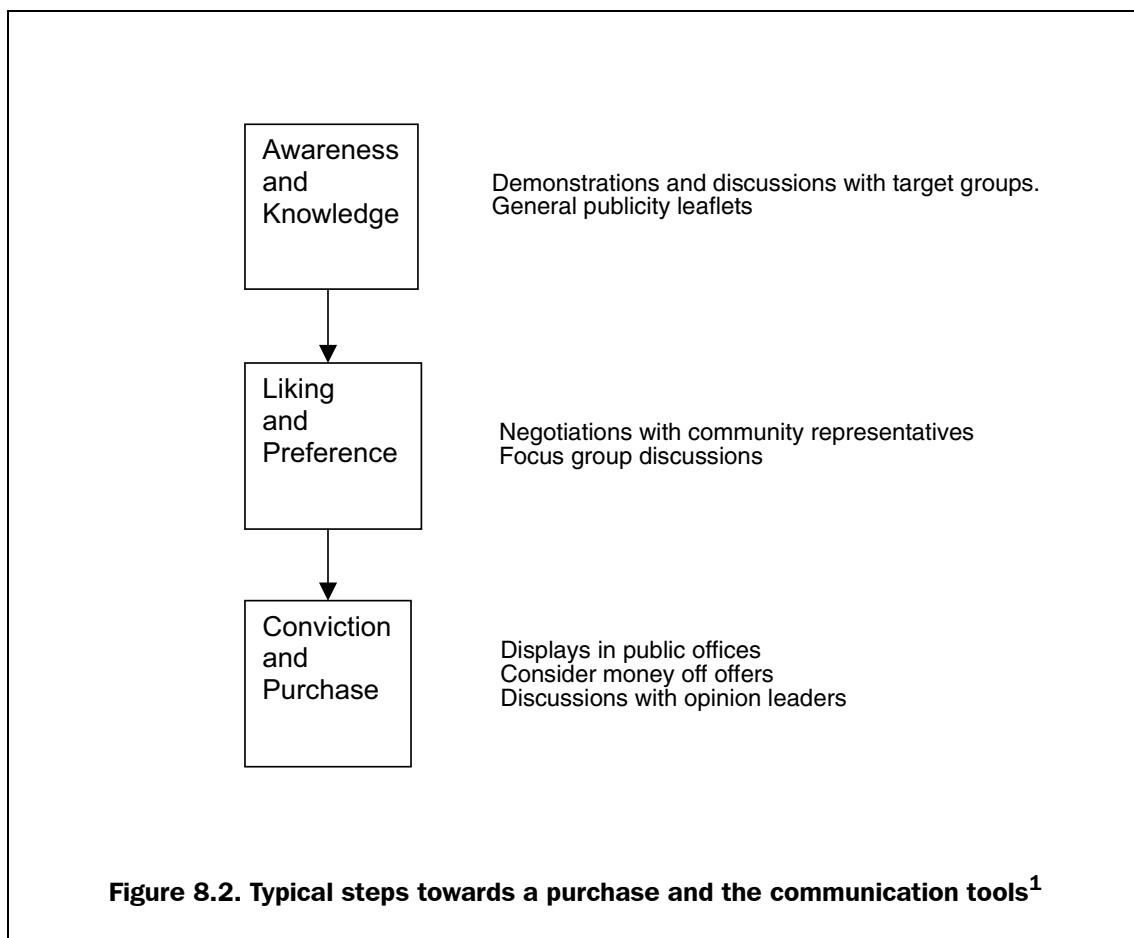 Awareness
and
Knowledge
Demonstrations and discussions with target groups.
General publicity leaflets
Liking
and
Preference
Negotiations with community representatives
Focus group discussions
Conviction
and
Purchase
Displays in public offices
Consider money off offers
Discussions with opinion leaders
Figure 8.2. Typical steps towards a purchase and the communication tools1